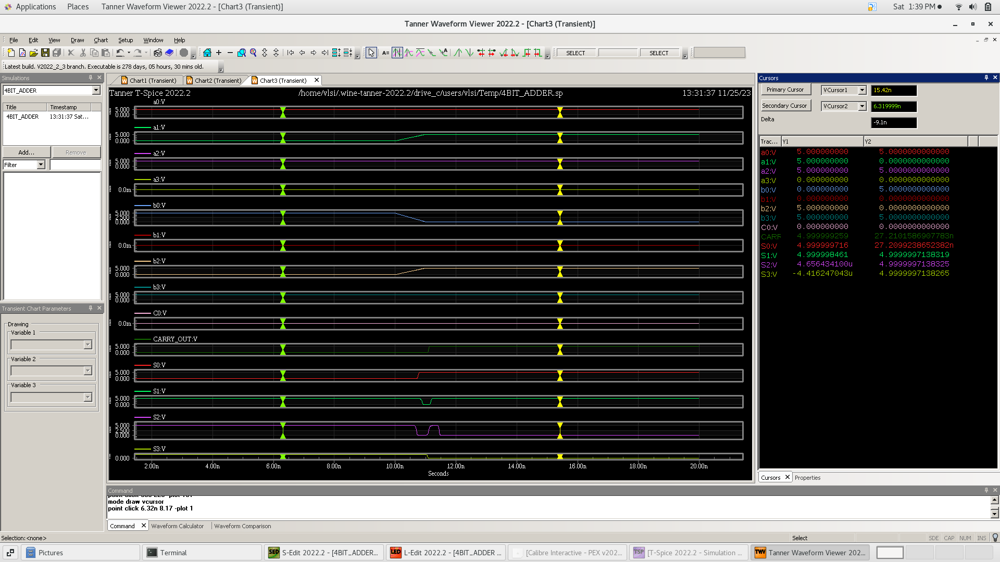 Applications Places Tanner Waveform Viewer 2022.2 - [Chart3 (Transient)] Sat 1:39 PM
Tanner Waveform Viewer 2022.2 - [Chart3 (Transient)]
File Edit View Draw Chart Setup Window Help
SELECT SELECT
Latest build. V2022_2_3 branch. Executable is 278 days, 05 hours, 30 mins old.
Simulations
4BIT_ADDER
Title Timestamp
4BIT_ADDER 13:31:37 Sat...
Add... Remove
Filter
Transient Chart Parameters
Drawing
Variable 1
Variable 2
Variable 3
Chart1 (Transient) Chart2 (Transient) Chart3 (Transient)
Tanner T-Spice 2022.2 /home/vlsi/.wine-tanner-2022.2/drive_c/users/vlsi/Temp/4BIT_ADDER.sp 13:31:37 11/25/23
a0:V
5.000
0.000
a1:V
5.000
0.000
a2:V
5.000
0.000
a3:V
0.0m
b0:V
5.000
2.500
0.000
b1:V
0.0m
b2:V
5.000
0.000
b3:V
5.000
0.000
C0:V
0.0m
CARRY_OUT:V
5.000
0.000
S0:V
5.000
0.000
S1:V
5.000
0.000
S2:V
5.000
2.500
0.000
S3:V
0.000
2.00n 4.00n 6.00n 8.00n 10.00n 12.00n 14.00n 16.00n 18.00n 20.00n
Seconds
Cursors
Primary Cursor VCursor1 15.42n
Secondary Cursor VCursor2 6.319999n
Delta -9.1n
Trac... Y1 Y2
a0:V 5.000000000 5.0000000000000
a1:V 5.000000000 0.0000000000000
a2:V 5.000000000 5.0000000000000
a3:V 0.000000000 0.0000000000000
b0:V 0.000000000 5.0000000000000
b1:V 0.000000000 0.0000000000000
b2:V 5.000000000 0.0000000000000
b3:V 5.000000000 5.0000000000000
C0:V 0.000000000 0.0000000000000
CARR 4.999999259 27.2101586907783n
S0:V 4.999999716 27.2099238652382n
S1:V 4.999998461 4.9999997138319
S2:V 4.656434100u 4.9999997138325
S3:V -4.416247043u 4.9999997138265
Cursors Properties
Command
mode draw vcursor
point click 6.32n 8.17 -plot 1
Command Waveform Calculator Waveform Comparison
Selection: <none> Select SDE CAP NUM INS
Pictures Terminal S-Edit 2022.2 - [4BIT_ADDER... L-Edit 2022.2 - [4BIT_ADDER ... [Calibre Interactive - PEX v202... [T-Spice 2022.2 - Simulation ... Tanner Waveform Viewer 202...